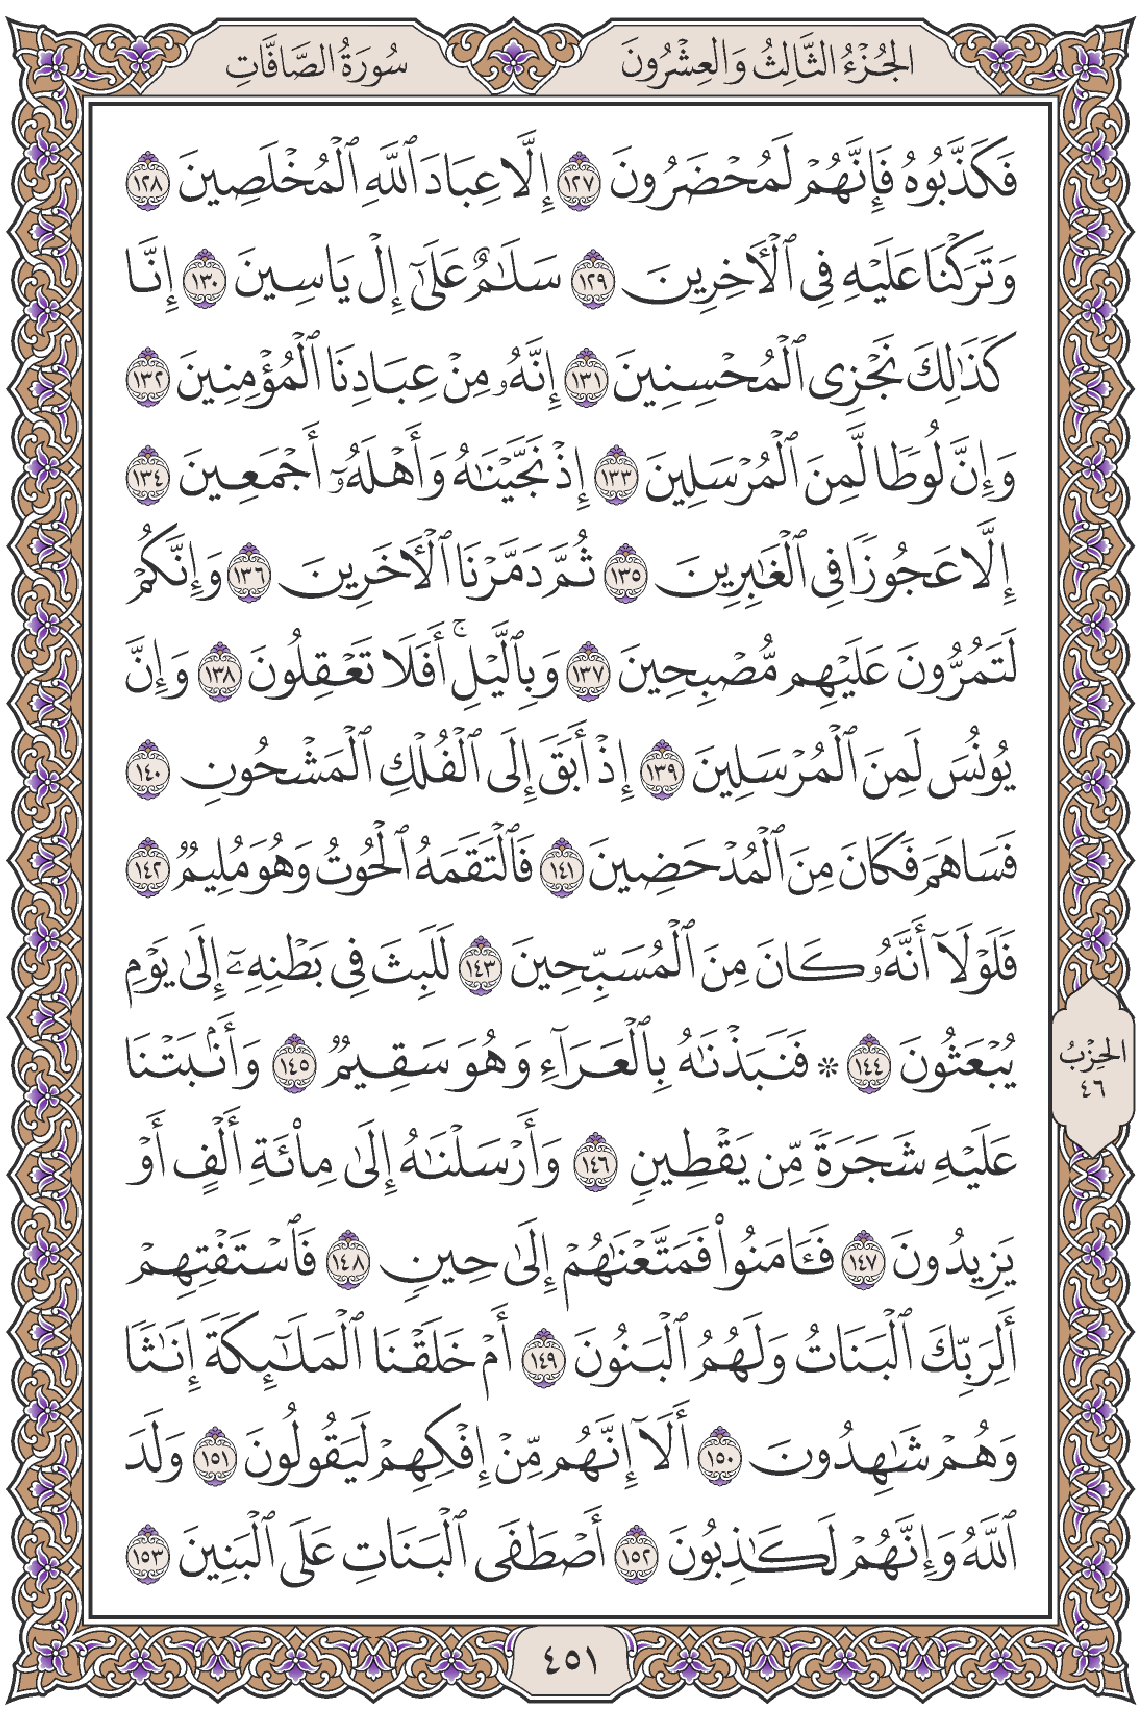 الجُزْءُ الثَّالِثُ وَالعِشْرُونَ
سُورَةُ الصَّافَّاتِ
فَكَذَّبُوهُ فَإِنَّهُمْ لَمُحْضَرُونَ ١٢٧ إِلَّا عِبَادَ ٱللَّهِ ٱلْمُخْلَصِينَ ١٢٨
وَتَرَكْنَا عَلَيْهِ فِى ٱلْأَخِرِينَ ١٢٩ سَلَٰمٌ عَلَىٰٓ إِلْ يَاسِينَ ١٣٠ إِنَّا
كَذَٰلِكَ نَجْزِى ٱلْمُحْسِنِينَ ١٣١ إِنَّهُۥ مِنْ عِبَادِنَا ٱلْمُؤْمِنِينَ ١٣٢
وَإِنَّ لُوطًا لَّمِنَ ٱلْمُرْسَلِينَ ١٣٣ إِذْ نَجَّيْنَٰهُ وَأَهْلَهُۥٓ أَجْمَعِينَ ١٣٤
إِلَّا عَجُوزًا فِى ٱلْغَٰبِرِينَ ١٣٥ ثُمَّ دَمَّرْنَا ٱلْأَخَرِينَ ١٣٦ وَإِنَّكُمْ
لَتَمُرُّونَ عَلَيْهِم مُّصْبِحِينَ ١٣٧ وَبِٱلَّيْلِ ۚ أَفَلَا تَعْقِلُونَ ١٣٨ وَإِنَّ
يُونُسَ لَمِنَ ٱلْمُرْسَلِينَ ١٣٩ إِذْ أَبَقَ إِلَى ٱلْفُلْكِ ٱلْمَشْحُونِ ١٤٠
فَسَاهَمَ فَكَانَ مِنَ ٱلْمُدْحَضِينَ ١٤١ فَٱلْتَقَمَهُ ٱلْحُوتُ وَهُوَ مُلِيمٌ ١٤٢
فَلَوْلَآ أَنَّهُۥ كَانَ مِنَ ٱلْمُسَبِّحِينَ ١٤٣ لَلَبِثَ فِى بَطْنِهِۦٓ إِلَىٰ يَوْمِ
يُبْعَثُونَ ١٤٤ ۞ فَنَبَذْنَٰهُ بِٱلْعَرَآءِ وَهُوَ سَقِيمٌ ١٤٥ وَأَنۢبَتْنَا
عَلَيْهِ شَجَرَةً مِّن يَقْطِينٍ ١٤٦ وَأَرْسَلْنَٰهُ إِلَىٰ مِا۟ئَةِ أَلْفٍ أَوْ
يَزِيدُونَ ١٤٧ فَـَٔامَنُوا۟ فَمَتَّعْنَٰهُمْ إِلَىٰ حِينٍ ١٤٨ فَٱسْتَفْتِهِمْ
أَلِرَبِّكَ ٱلْبَنَاتُ وَلَهُمُ ٱلْبَنُونَ ١٤٩ أَمْ خَلَقْنَا ٱلْمَلَٰٓئِكَةَ إِنَٰثًا
وَهُمْ شَٰهِدُونَ ١٥٠ أَلَآ إِنَّهُم مِّنْ إِفْكِهِمْ لَيَقُولُونَ ١٥١ وَلَدَ
ٱللَّهُ وَإِنَّهُمْ لَكَٰذِبُونَ ١٥٢ أَصْطَفَى ٱلْبَنَاتِ عَلَى ٱلْبَنِينَ ١٥٣
الحِزْبُ
٤٦
٤٥١